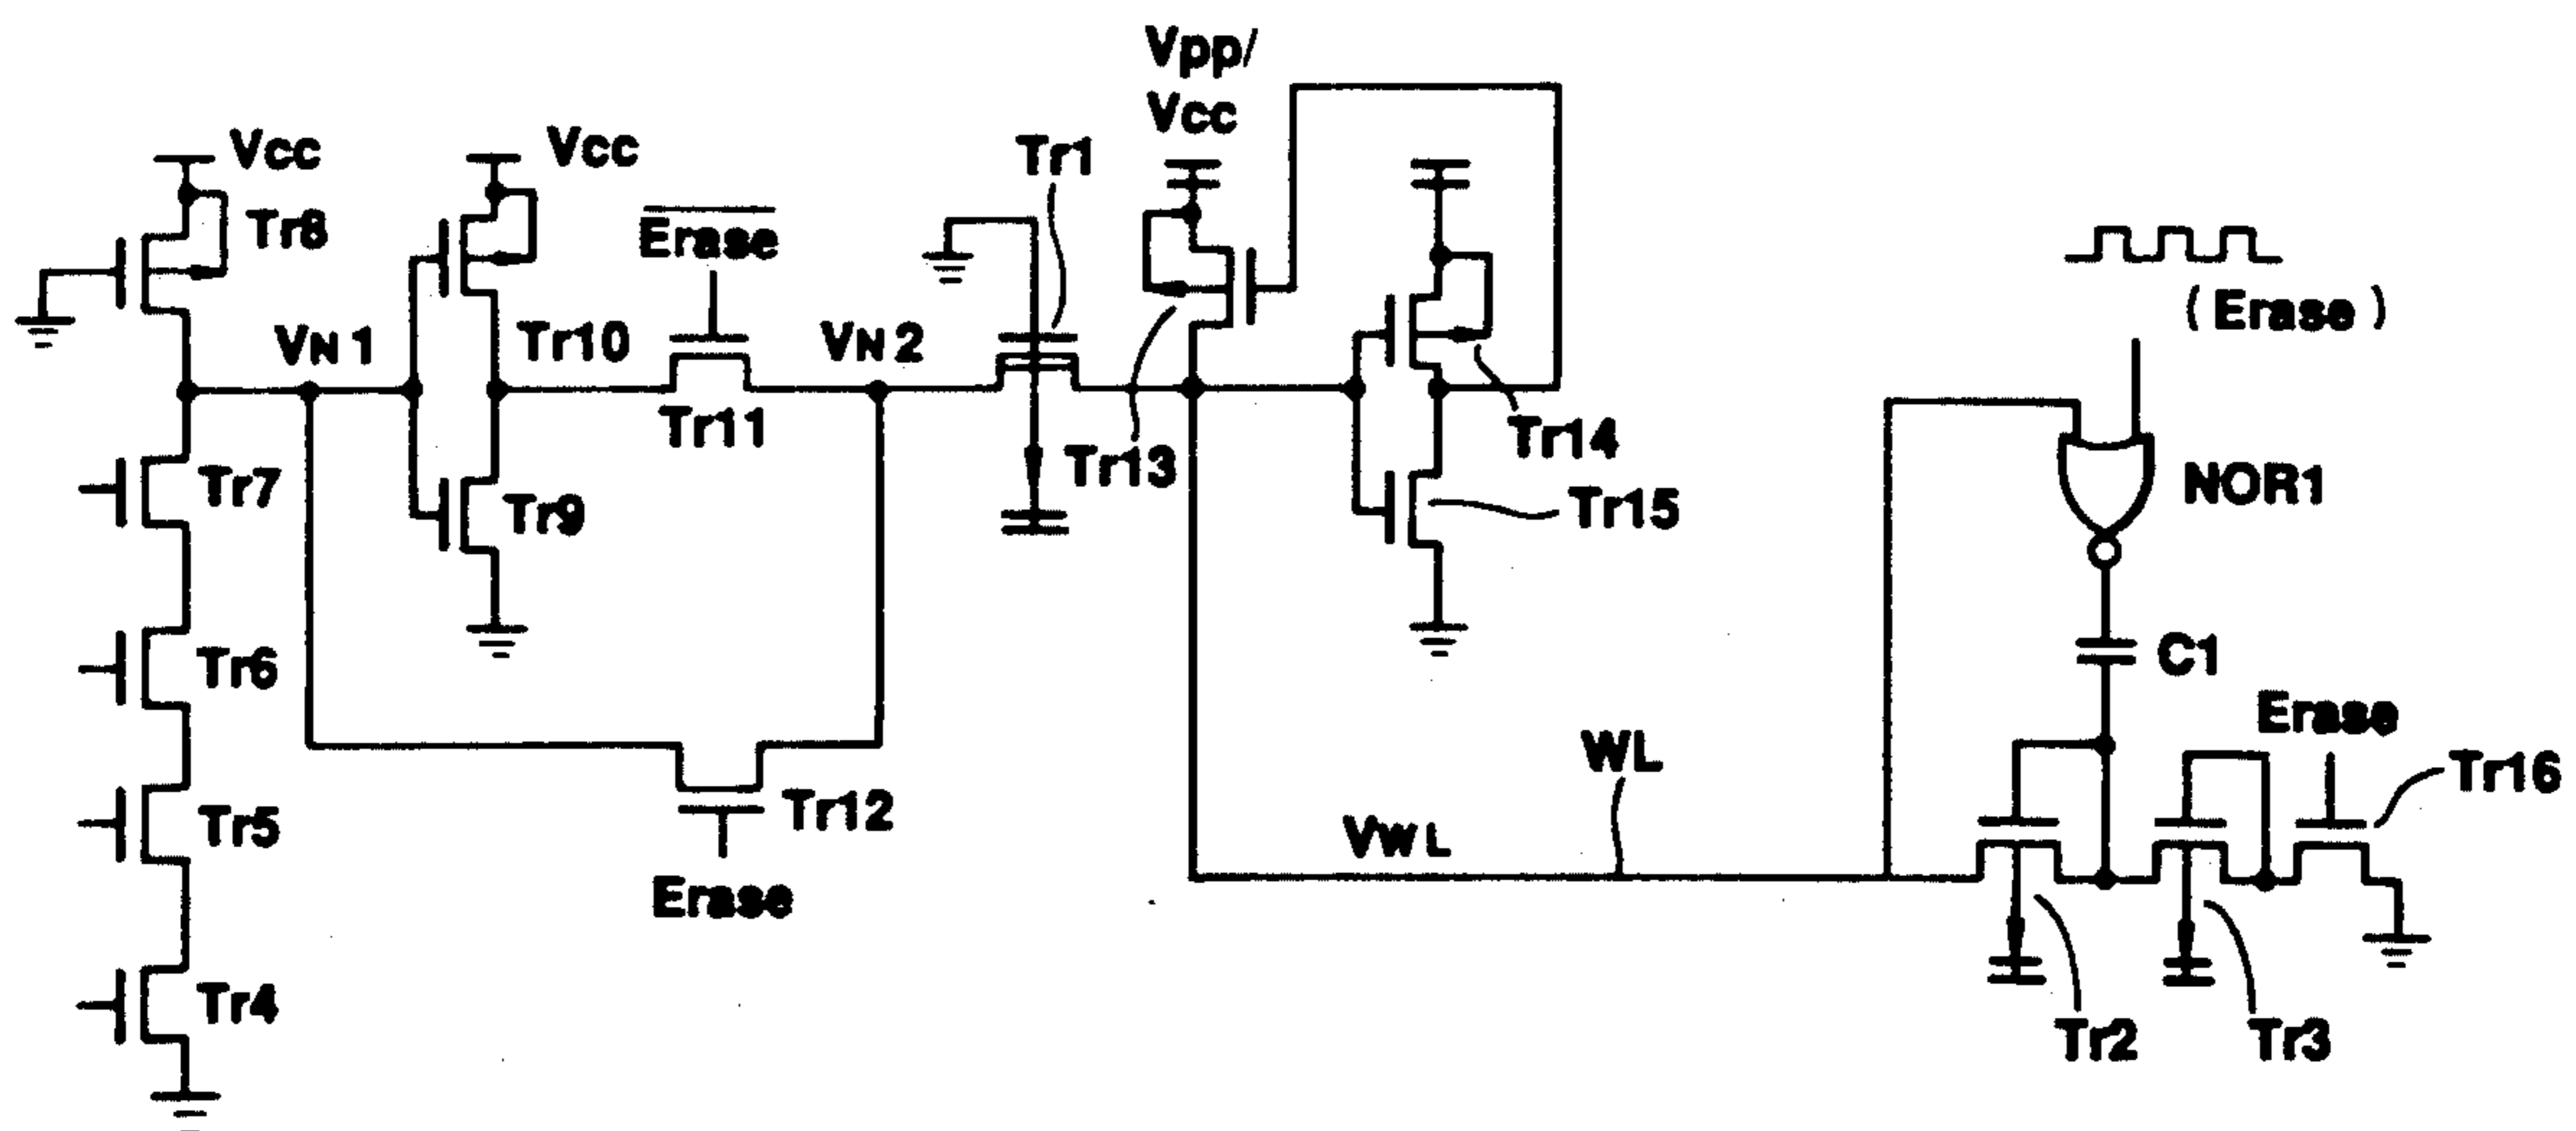 Vpp/
Vcc
Vcc
Vcc
Tr1
Tr8
Erase
(Erase)
VN1
Tr10
VN2
Tr11
Tr14
Tr13
Tr7
Tr9
Tr15
NOR1
Tr6
C1
Erase
WL
Tr16
Tr5
Tr12
VWL
Erase
Tr4
Tr2
Tr3